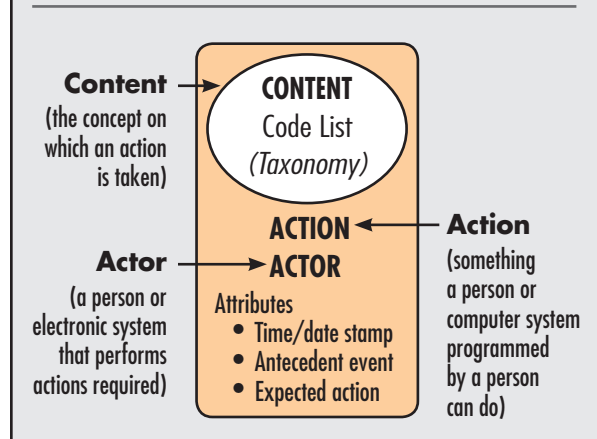 Content
(the concept on
which an action
is taken)
CONTENT
Code List
(Taxonomy)
ACTION
ACTOR
Attributes
• Time/date stamp
• Antecedent event
• Expected action
Actor
(a person or
electronic system
that performs
actions required)
Action
(something
a person or
computer system
programmed
by a person
can do)